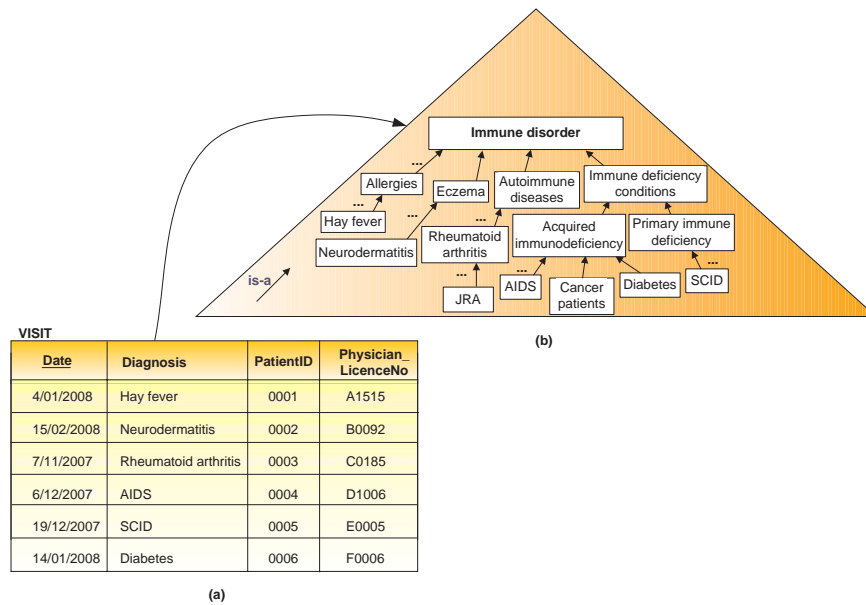 Immune disorder
...
Allergies
Eczema
Autoimmune
diseases
Immune deficiency
conditions
...
...
...
Hay fever
Neurodermatitis
Rheumatoid
arthritis
Acquired
immunodeficiency
Primary immune
deficiency
is-a
...
...
...
JRA
AIDS
Cancer
patients
Diabetes
SCID
(b)
VISIT
Date Diagnosis PatientID Physician_
LicenceNo
4/01/2008 Hay fever 0001 A1515
15/02/2008 Neurodermatitis 0002 B0092
7/11/2007 Rheumatoid arthritis 0003 C0185
6/12/2007 AIDS 0004 D1006
19/12/2007 SCID 0005 E0005
14/01/2008 Diabetes 0006 F0006
(a)